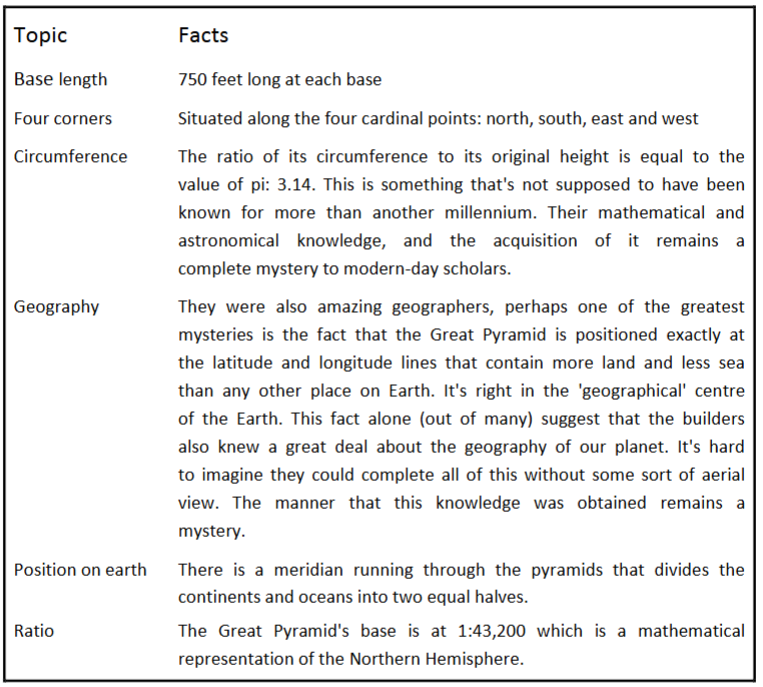 Topic Facts
Base length 750 feet long at each base
Four corners Situated along the four cardinal points: north, south, east and west
Circumference The ratio of its circumference to its original height is equal to the
value of pi: 3.14. This is something that's not supposed to have been
known for more than another millennium. Their mathematical and
astronomical knowledge, and the acquisition of it remains a
complete mystery to modern-day scholars.
Geography They were also amazing geographers, perhaps one of the greatest
mysteries is the fact that the Great Pyramid is positioned exactly at
the latitude and longitude lines that contain more land and less sea
than any other place on Earth. It's right in the 'geographical' centre
of the Earth. This fact alone (out of many) suggest that the builders
also knew a great deal about the geography of our planet. It's hard
to imagine they could complete all of this without some sort of aerial
view. The manner that this knowledge was obtained remains a
mystery.
Position on earth There is a meridian running through the pyramids that divides the
continents and oceans into two equal halves.
Ratio The Great Pyramid's base is at 1:43,200 which is a mathematical
representation of the Northern Hemisphere.